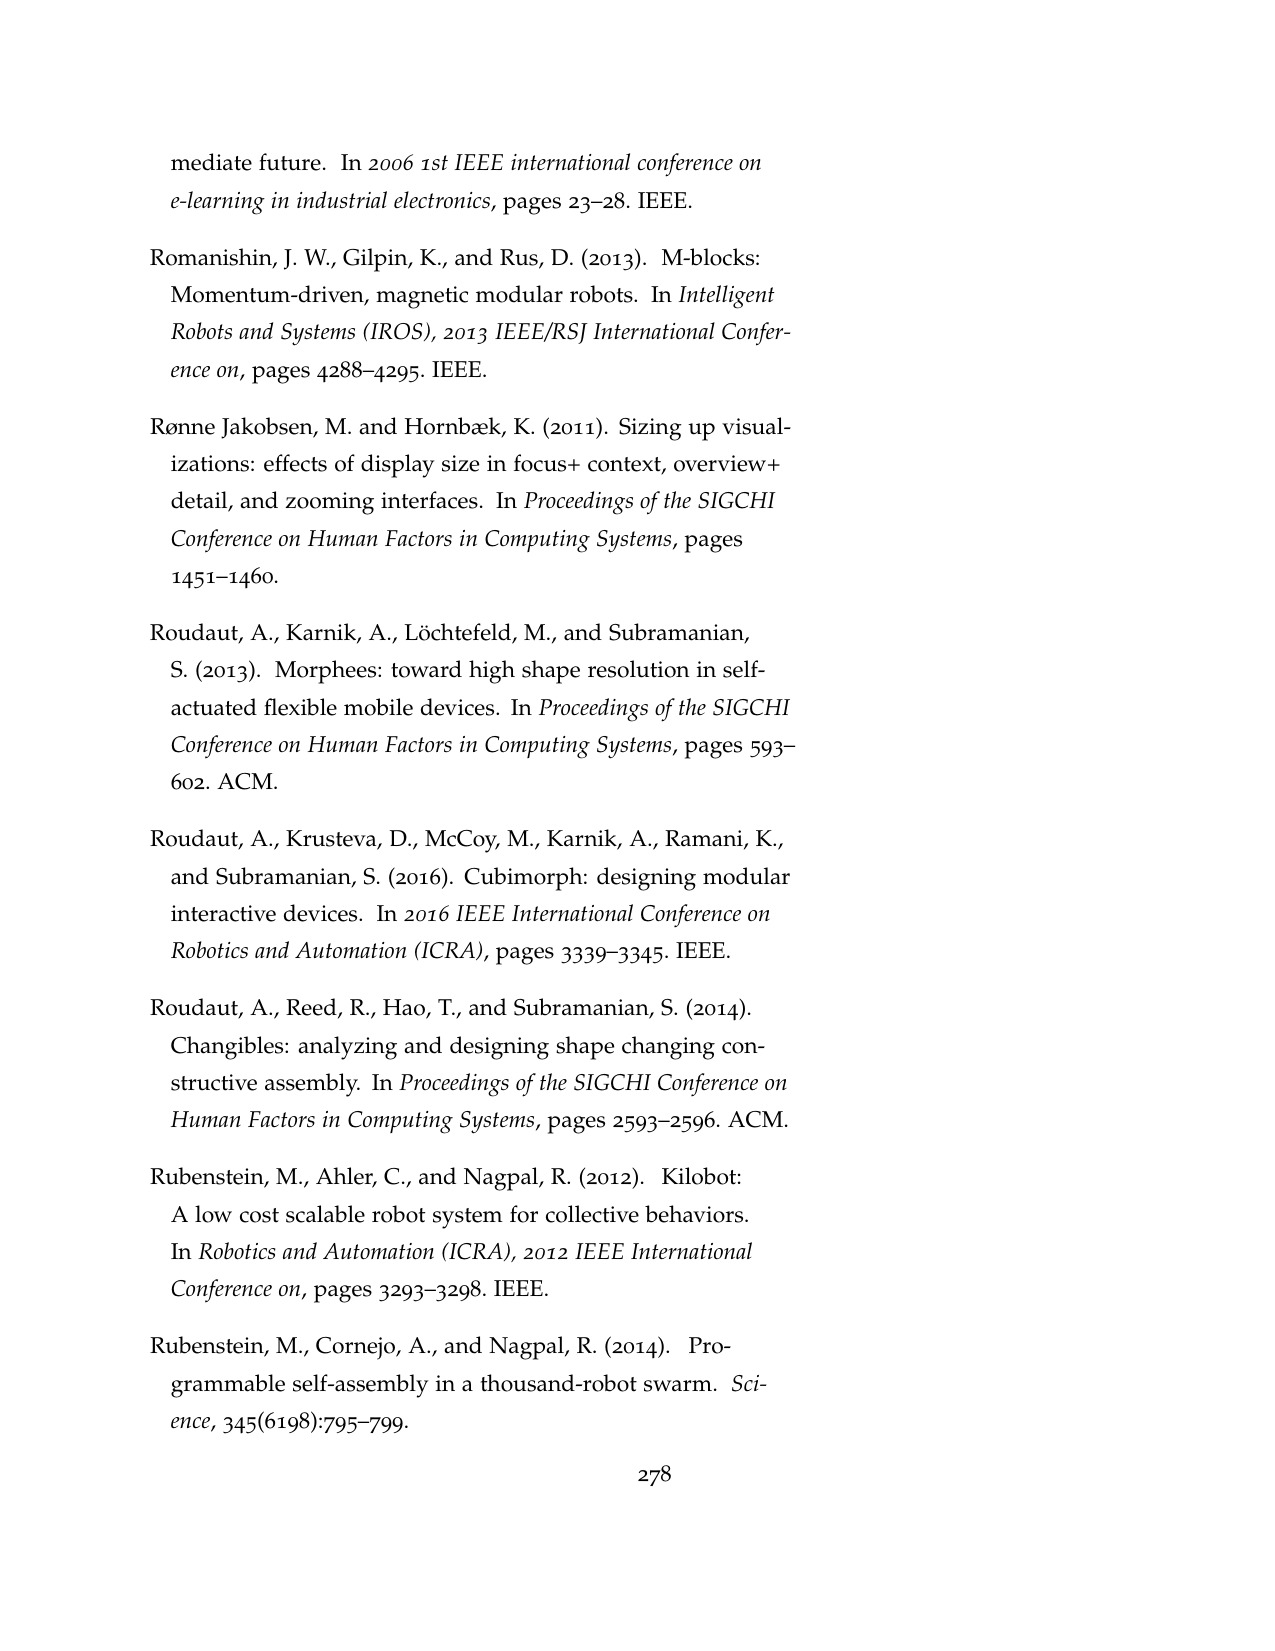 mediate future. In 2006 1st IEEE international conference on
e-learning in industrial electronics, pages 23–28. IEEE.
Romanishin, J. W., Gilpin, K., and Rus, D. (2013). M-blocks:
Momentum-driven, magnetic modular robots. In Intelligent
Robots and Systems (IROS), 2013 IEEE/RSJ International Confer-
ence on, pages 4288–4295. IEEE.
Rønne Jakobsen, M. and Hornbæk, K. (2011). Sizing up visual-
izations: effects of display size in focus+ context, overview+
detail, and zooming interfaces. In Proceedings of the SIGCHI
Conference on Human Factors in Computing Systems, pages
1451–1460.
Roudaut, A., Karnik, A., Löchtefeld, M., and Subramanian,
S. (2013). Morphees: toward high shape resolution in self-
actuated flexible mobile devices. In Proceedings of the SIGCHI
Conference on Human Factors in Computing Systems, pages 593–
602. ACM.
Roudaut, A., Krusteva, D., McCoy, M., Karnik, A., Ramani, K.,
and Subramanian, S. (2016). Cubimorph: designing modular
interactive devices. In 2016 IEEE International Conference on
Robotics and Automation (ICRA), pages 3339–3345. IEEE.
Roudaut, A., Reed, R., Hao, T., and Subramanian, S. (2014).
Changibles: analyzing and designing shape changing con-
structive assembly. In Proceedings of the SIGCHI Conference on
Human Factors in Computing Systems, pages 2593–2596. ACM.
Rubenstein, M., Ahler, C., and Nagpal, R. (2012). Kilobot:
A low cost scalable robot system for collective behaviors.
In Robotics and Automation (ICRA), 2012 IEEE International
Conference on, pages 3293–3298. IEEE.
Rubenstein, M., Cornejo, A., and Nagpal, R. (2014). Pro-
grammable self-assembly in a thousand-robot swarm. Sci-
ence, 345(6198):795–799.
278